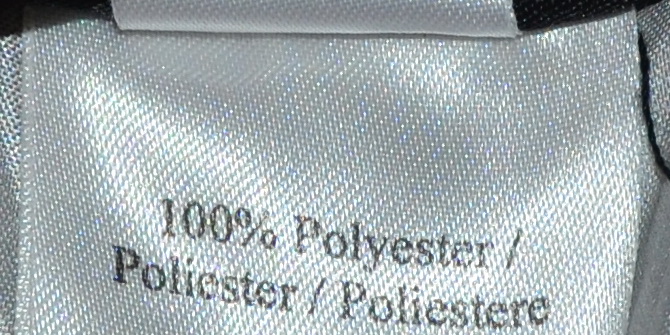 100% Polyester /
Poliester / Poliestere